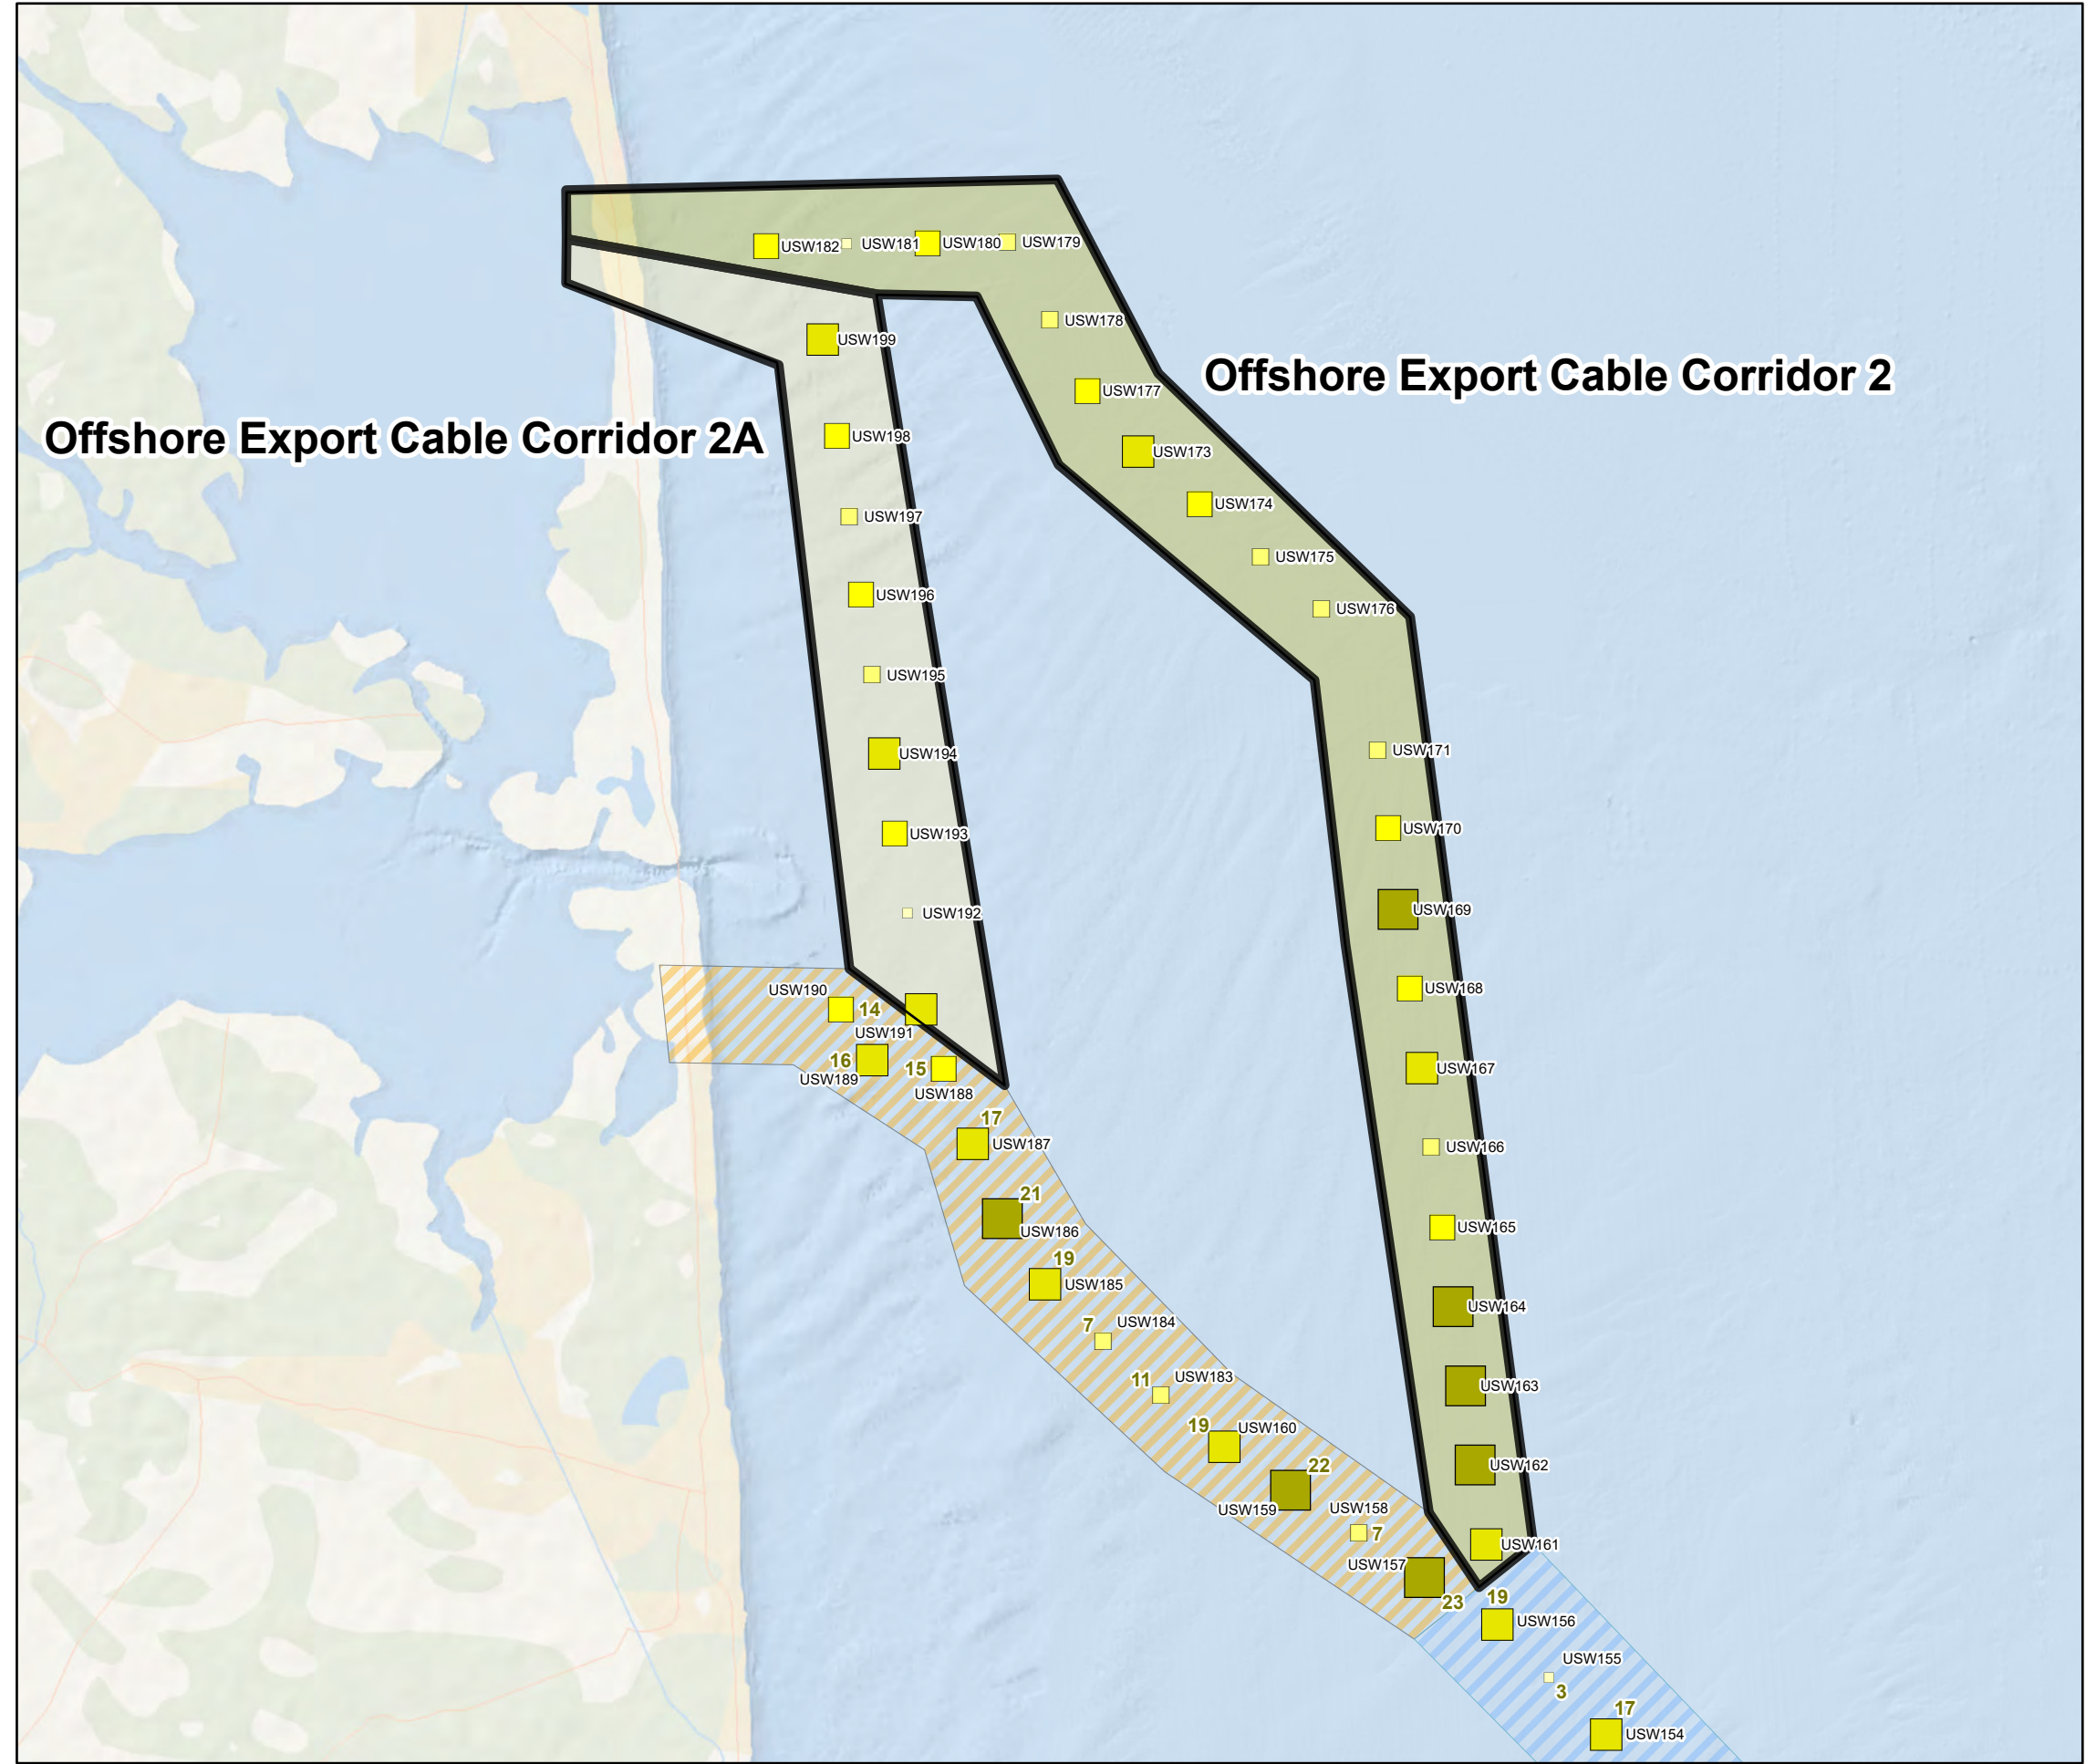 USW182
USW181
USW180
USW179
USW178
USW199
Offshore Export Cable Corridor 2
USW177
Offshore Export Cable Corridor 2A
USW198
USW173
USW174
USW197
USW175
USW196
USW176
USW195
USW171
USW194
USW170
USW193
USW169
USW192
USW168
USW190
14
USW191
16
USW189
15
USW188
USW167
17
USW187
USW166
21
USW186
USW165
19
USW185
USW164
7
USW184
11
USW183
USW163
19
USW160
22
USW159
USW162
USW158
7
USW161
USW157
23
19
USW156
USW155
3
17
USW154